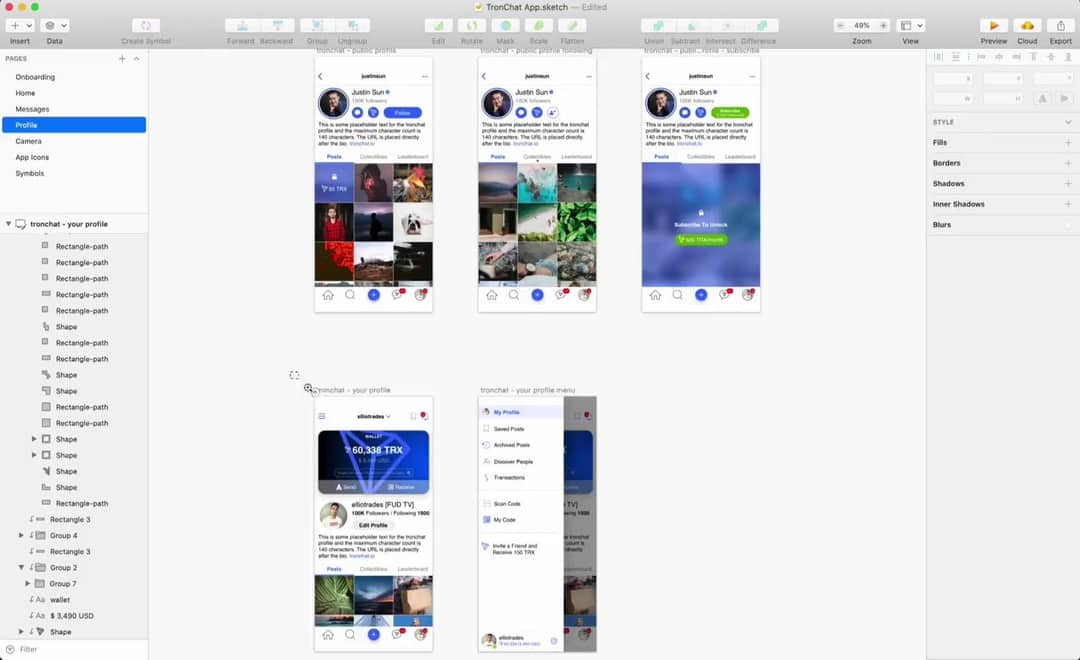 TronChat App.sketch — Edited
Insert
Data
Create Symbol
Forward
Backward
Group
Ungroup
Edit
Rotate
Mask
Scale
Flatten
Union
Subtract
Intersect
Difference
49%
Zoom
View
Preview
Cloud
Export
PAGES
Onboarding
Home
Messages
Profile
Camera
App Icons
Symbols
tronchat - your profile
Rectangle-path
Rectangle-path
Rectangle-path
Rectangle-path
Rectangle-path
Shape
Rectangle-path
Rectangle-path
Shape
Shape
Rectangle-path
Rectangle-path
Shape
Shape
Shape
Shape
Rectangle-path
Rectangle 3
Group 4
Rectangle 3
Group 2
Group 7
Aa wallet
Aa $ 3,490 USD
Shape
Filter
tronchat - public profile
justinsun
Justin Sun
100K followers
Follow
This is some placeholder text for the tronchat
profile and the maximum character count is
140 characters. The URL is placed directly
after the bio. tronchat.io
Posts Collectibles Leaderboard
tronchat - public profile following
justinsun
Justin Sun
100K followers
This is some placeholder text for the tronchat
profile and the maximum character count is
140 characters. The URL is placed directly
after the bio. tronchat.io
Posts Collectibles Leaderboard
justinsun
Justin Sun
100K followers
Subscribe
This is some placeholder text for the tronchat
profile and the maximum character count is
140 characters. The URL is placed directly
after the bio. tronchat.io
Posts Collectibles Leaderboard
Subscribe To Unlock
tronchat - your profile
elliotrades
WALLET
60,338 TRX
Send
Receive
elliotrades [FUD TV]
100K Followers / Following 1900
Edit Profile
This is some placeholder text for the tronchat
profile and the maximum character count is
140 characters. The URL is placed directly
after the bio. tronchat.io
Posts Collectibles Leaderboard
tronchat - your profile menu
My Profile
Saved Posts
Archived Posts
Discover People
Transactions
Scan Code
My Code
Invite a Friend and
Receive 150 TRX
elliotrades
X
Y
W
H
STYLE
Fills
Borders
Shadows
Inner Shadows
Blurs